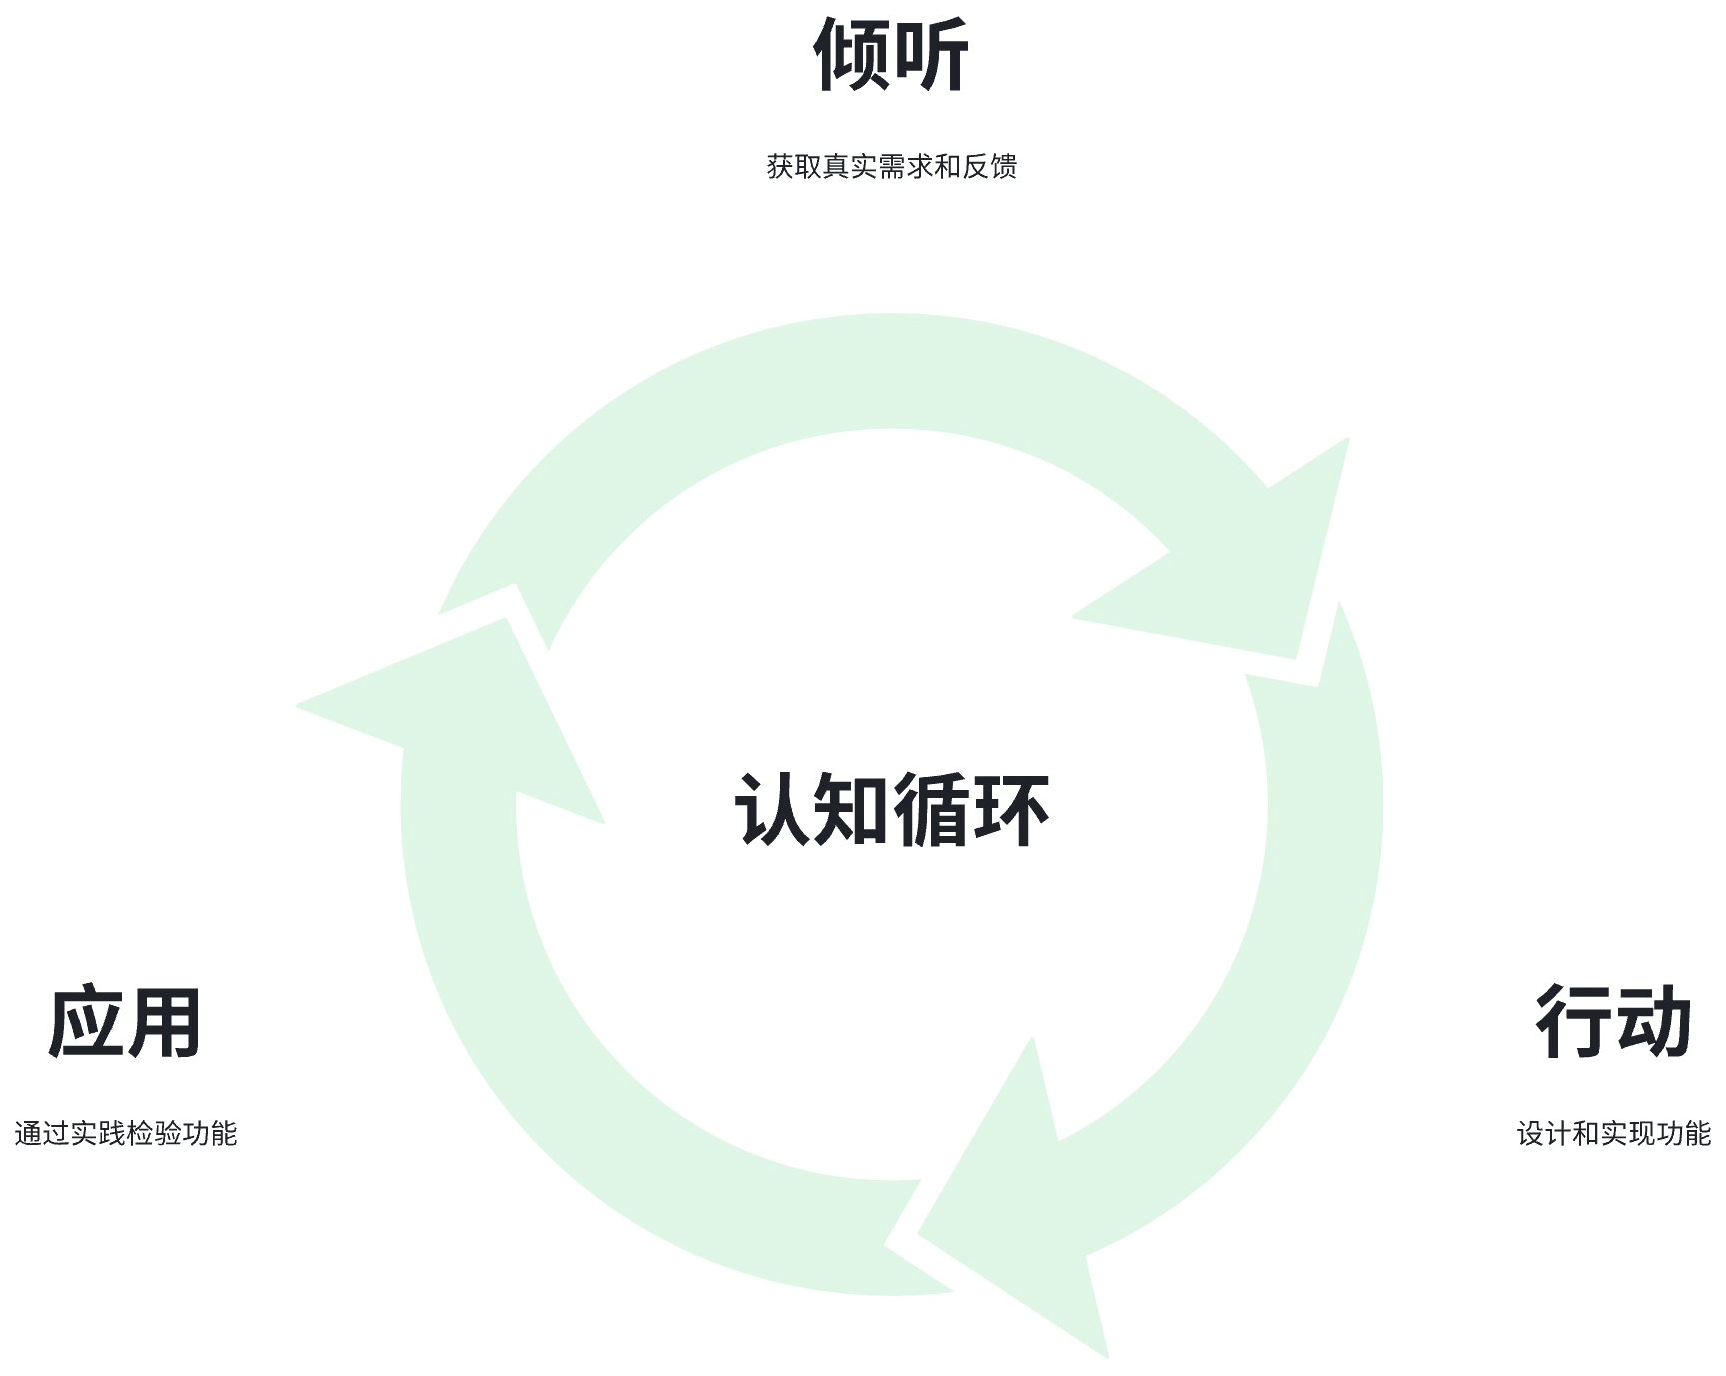 倾听
获取真实需求和反馈
认知循环
应用
通过实践检验功能
行动
设计和实现功能